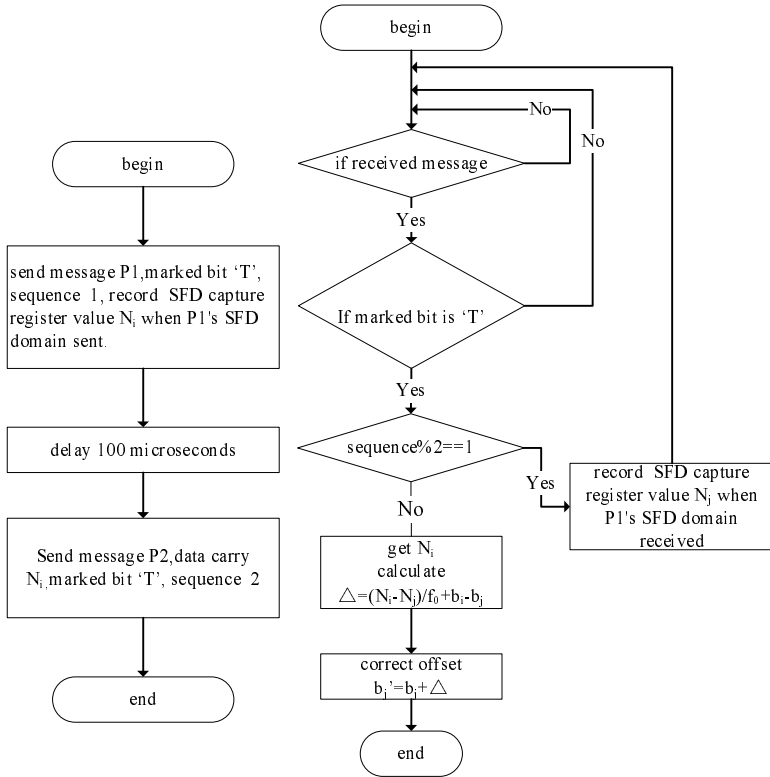 begin
send message P1,marked bit ‘T’,
sequence 1, record SFD capture
register value Ni when P1's SFD
domain sent.
delay 100 microseconds
Send message P2,data carry
Ni,marked bit ‘T’, sequence 2
end
begin
No
No
if received message
Yes
If marked bit is ‘T’
Yes
sequence%2==1
Yes
record SFD capture
register value Nj when
P1's SFD domain
received
No
get Ni
calculate
△=(Ni-Nj)/f0+bi-bj
correct offset
bj’=bj+△
end